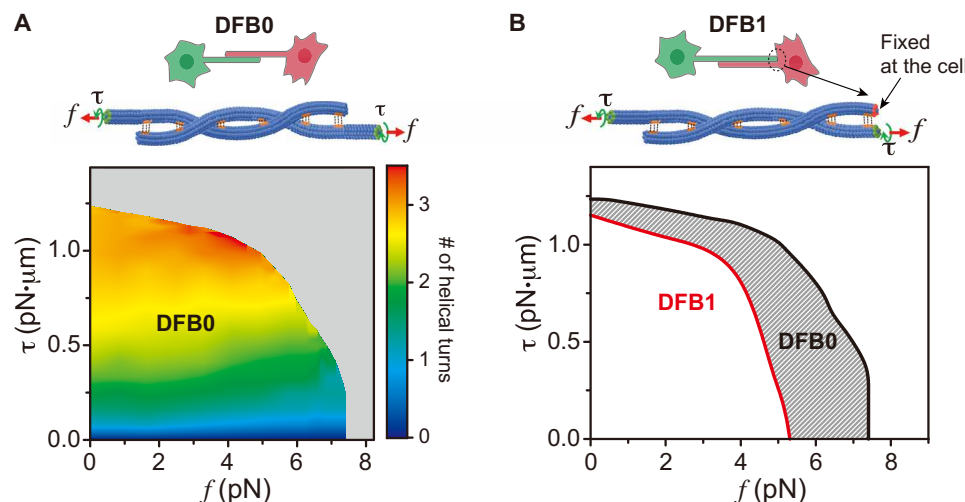 A
DFB0
τ
f
τ
f
τ (pN·μm)
1.0
0.5
0.0
DFB0
0
2
4
6
8
f (pN)
3
2
1
0
# of helical turns
B
DFB1
Fixed
at the cell
τ
f
f
τ
τ (pN·μm)
1.0
0.5
0.0
DFB1
DFB0
0
2
4
6
8
f (pN)